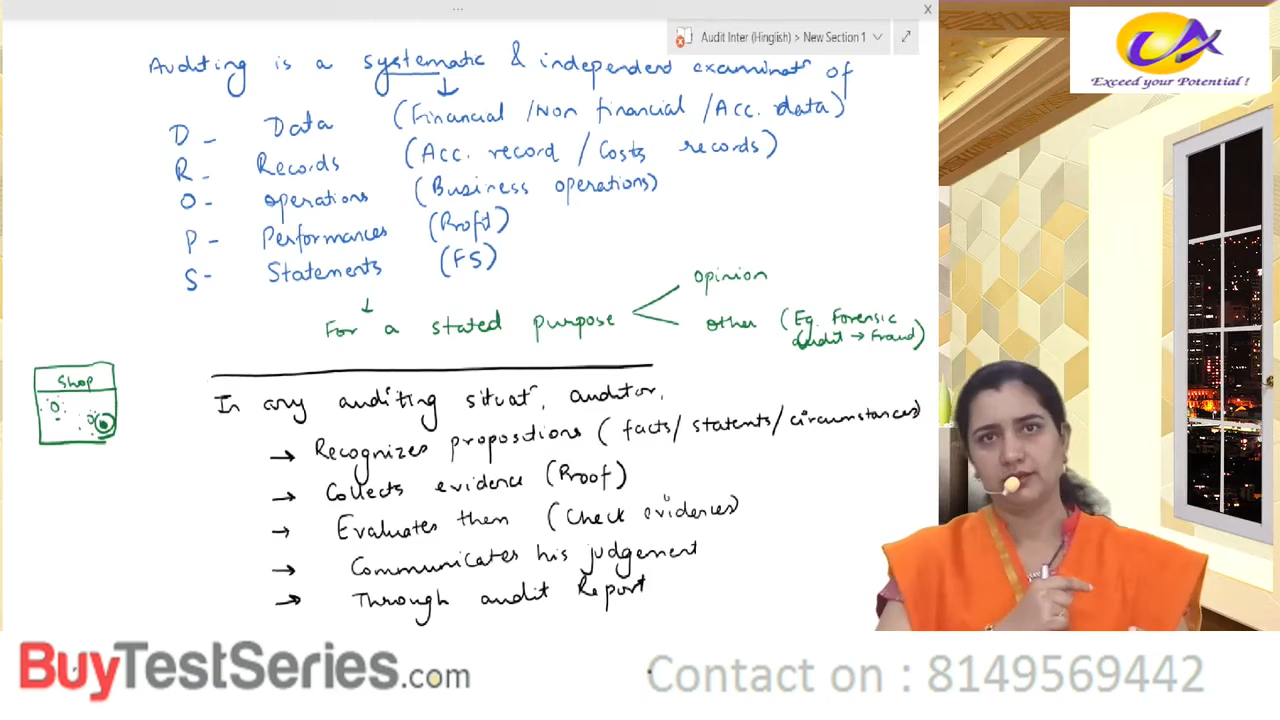 ...
X
Audit Inter (Hinglish) > New Section 1
Exceed your Potential !
Auditing is a systematic & independent examinatn of
D - Data (Financial / Non financial / Acc. data)
R - Records (Acc. record / Costs records)
O - operations (Business operations)
P - Performances (Profit)
S - Statements (FS)
For a stated purpose
opinion
other (Eg. Forensic Audit → Fraud)
Shop
In any auditing situatn, auditor,
→ Recognizes propositions (facts/ statents/circumstances)
→ Collects evidence (Proof)
→ Evaluates them (Check evidences)
→ Communicates his judgement
→ Through audit Report
BuyTestSeries.com
Contact on : 8149569442